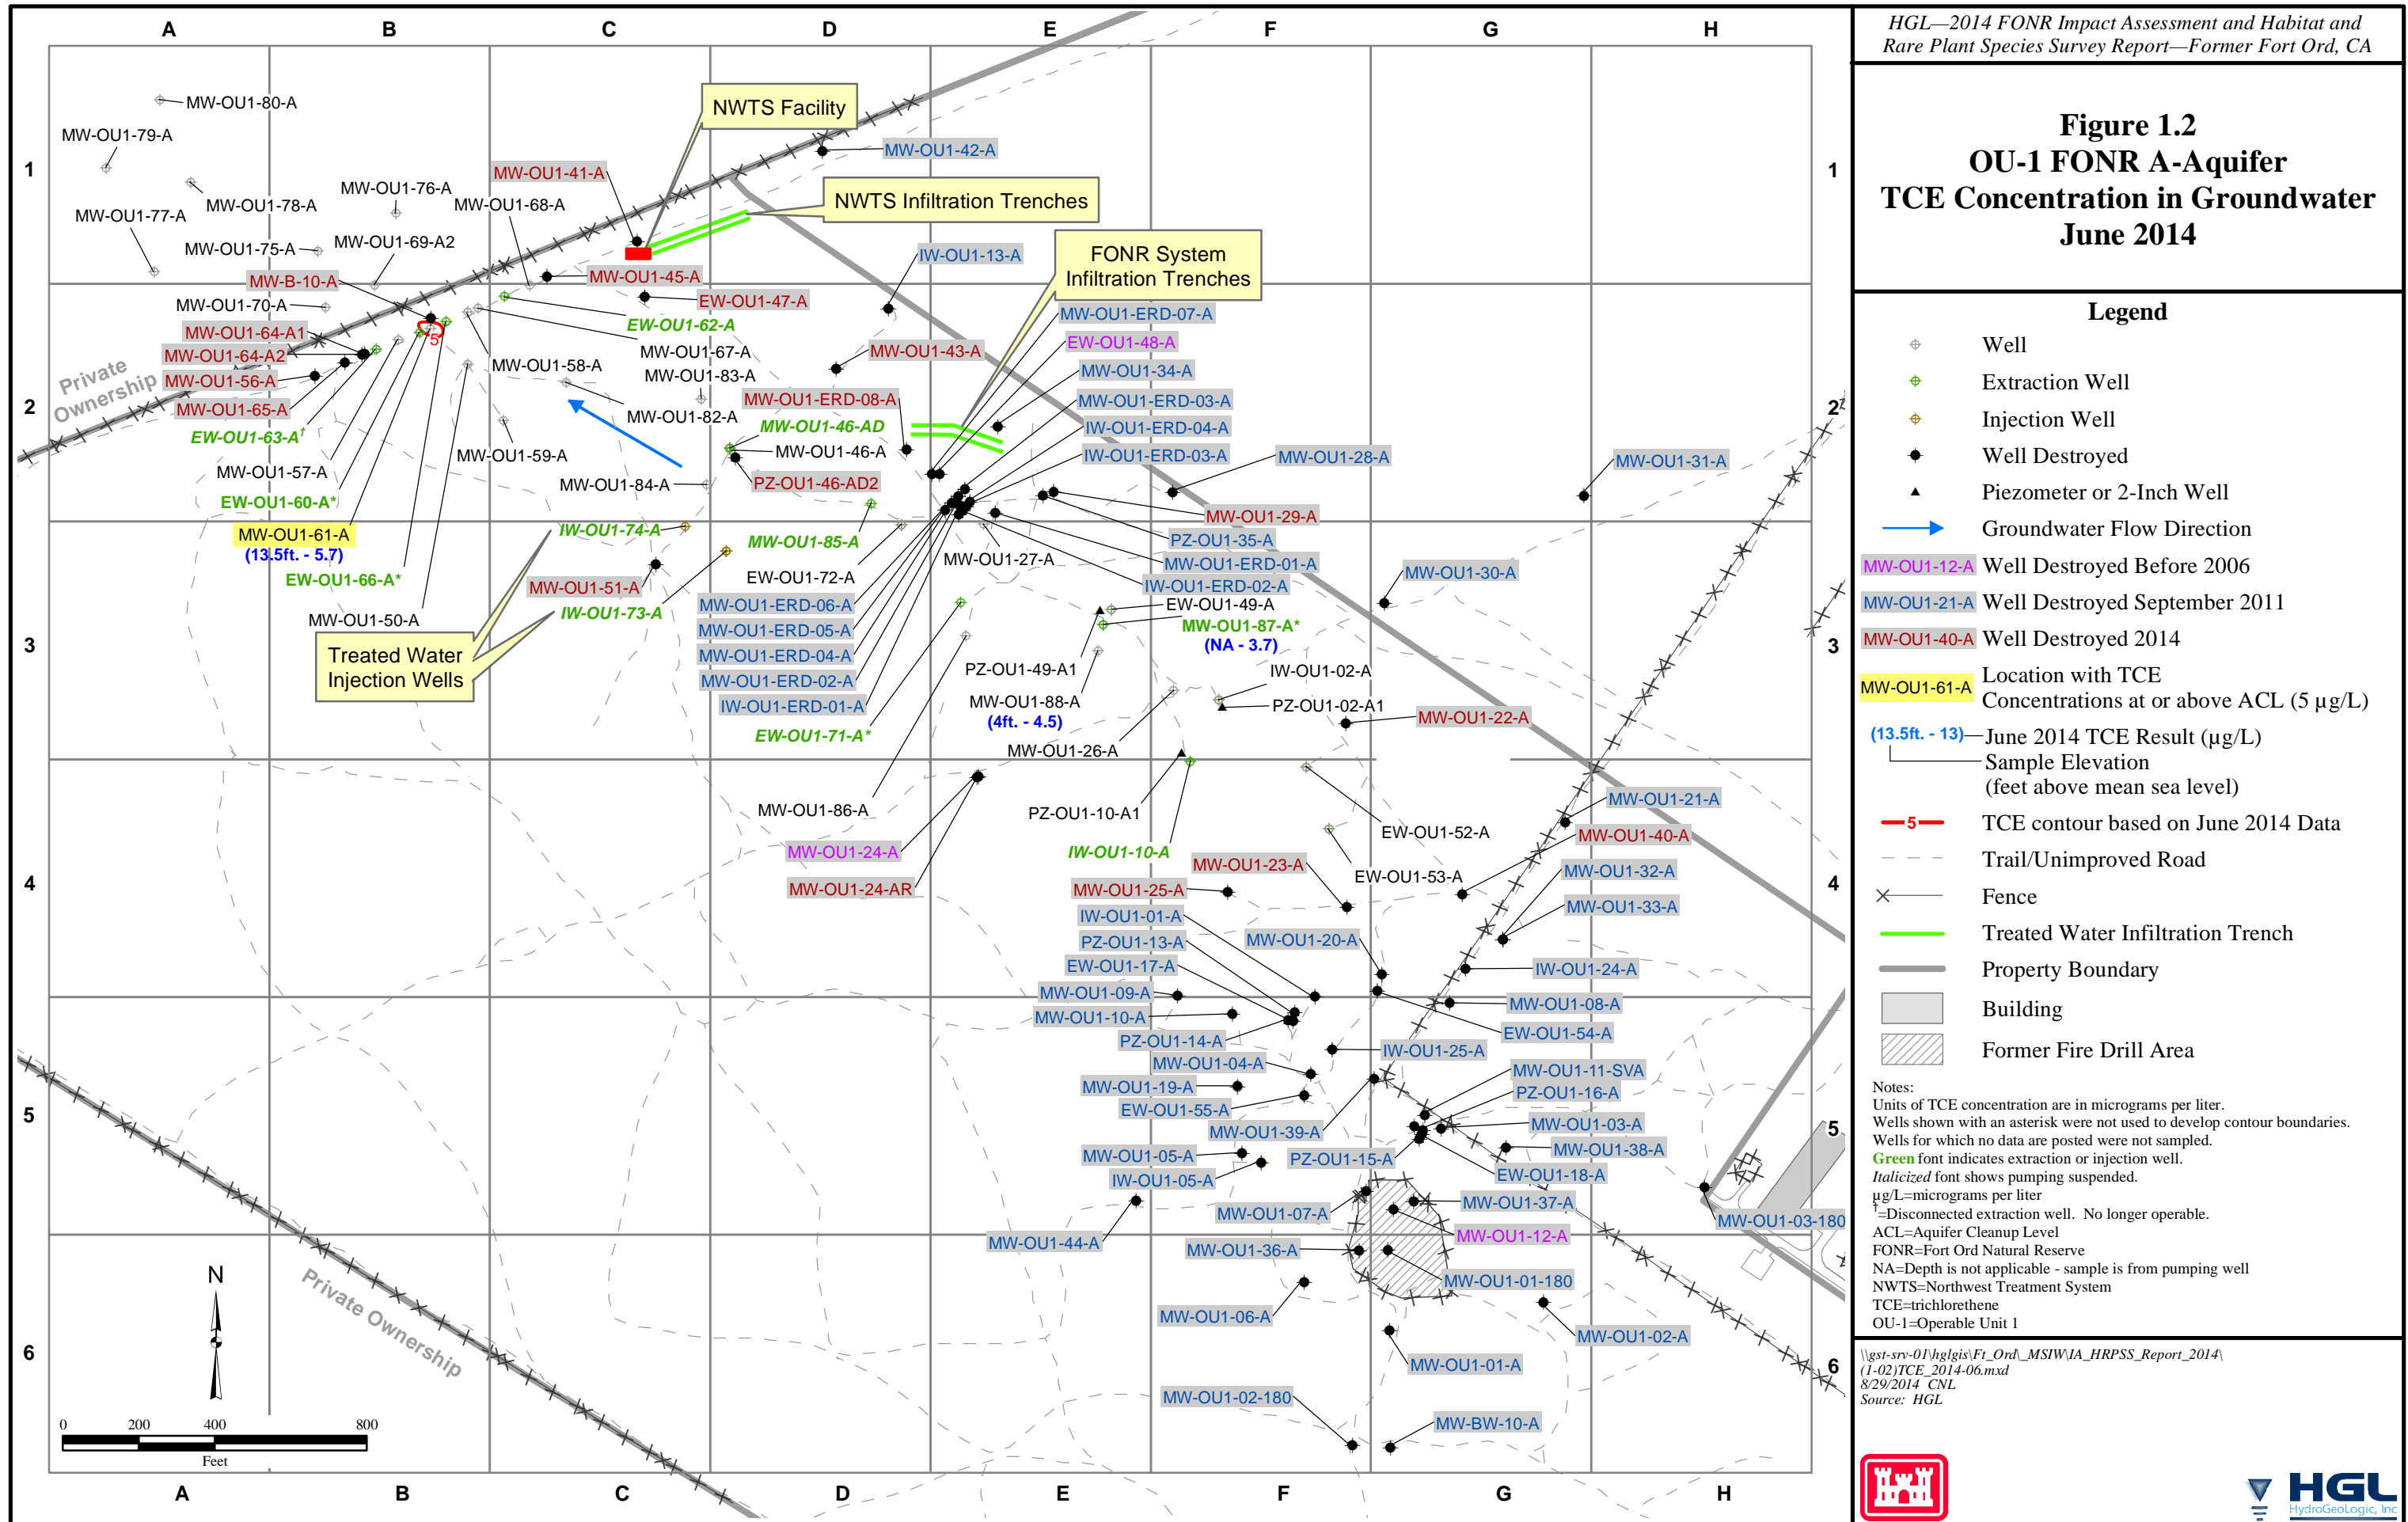 A B C D E F G H
HGL—2014 FONR Impact Assessment and Habitat and
Rare Plant Species Survey Report—Former Fort Ord, CA
Figure 1.2
OU-1 FONR A-Aquifer
TCE Concentration in Groundwater
June 2014
MW-OU1-80-A
MW-OU1-79-A
NWTS Facility
MW-OU1-42-A
1
1
MW-OU1-41-A
MW-OU1-76-A
MW-OU1-78-A
MW-OU1-68-A
NWTS Infiltration Trenches
MW-OU1-77-A
MW-OU1-75-A
MW-OU1-69-A2
IW-OU1-13-A
FONR System
Infiltration Trenches
MW-B-10-A
MW-OU1-45-A
MW-OU1-70-A
EW-OU1-47-A
MW-OU1-ERD-07-A
EW-OU1-62-A
MW-OU1-64-A1
5
EW-OU1-48-A
MW-OU1-64-A2
MW-OU1-67-A
MW-OU1-43-A
MW-OU1-58-A
MW-OU1-34-A
Private
Ownership
MW-OU1-56-A
MW-OU1-83-A
2
2
MW-OU1-65-A
MW-OU1-82-A
MW-OU1-ERD-08-A
MW-OU1-ERD-03-A
EW-OU1-63-A†
MW-OU1-46-AD
IW-OU1-ERD-04-A
MW-OU1-59-A
MW-OU1-46-A
IW-OU1-ERD-03-A
MW-OU1-28-A
MW-OU1-31-A
MW-OU1-57-A
MW-OU1-84-A
PZ-OU1-46-AD2
EW-OU1-60-A*
MW-OU1-29-A
MW-OU1-61-A
(13.5ft. - 5.7)
IW-OU1-74-A
MW-OU1-85-A
PZ-OU1-35-A
EW-OU1-66-A*
MW-OU1-27-A
MW-OU1-ERD-01-A
MW-OU1-51-A
EW-OU1-72-A
IW-OU1-ERD-02-A
MW-OU1-30-A
MW-OU1-50-A
IW-OU1-73-A
MW-OU1-ERD-06-A
EW-OU1-49-A
MW-OU1-ERD-05-A
MW-OU1-87-A*
(NA - 3.7)
3
3
Treated Water
Injection Wells
MW-OU1-ERD-04-A
PZ-OU1-49-A1
IW-OU1-02-A
MW-OU1-ERD-02-A
MW-OU1-88-A
(4ft. - 4.5)
PZ-OU1-02-A1
IW-OU1-ERD-01-A
MW-OU1-22-A
EW-OU1-71-A*
MW-OU1-26-A
MW-OU1-86-A
PZ-OU1-10-A1
MW-OU1-21-A
EW-OU1-52-A
MW-OU1-40-A
MW-OU1-24-A
IW-OU1-10-A
MW-OU1-23-A
EW-OU1-53-A
MW-OU1-32-A
4
4
MW-OU1-24-AR
MW-OU1-25-A
MW-OU1-33-A
IW-OU1-01-A
PZ-OU1-13-A
MW-OU1-20-A
EW-OU1-17-A
IW-OU1-24-A
MW-OU1-09-A
MW-OU1-08-A
MW-OU1-10-A
EW-OU1-54-A
PZ-OU1-14-A
IW-OU1-25-A
MW-OU1-04-A
MW-OU1-11-SVA
MW-OU1-19-A
PZ-OU1-16-A
EW-OU1-55-A
5
5
MW-OU1-39-A
MW-OU1-03-A
MW-OU1-05-A
PZ-OU1-15-A
MW-OU1-38-A
IW-OU1-05-A
EW-OU1-18-A
MW-OU1-07-A
MW-OU1-37-A
MW-OU1-03-180
MW-OU1-44-A
MW-OU1-36-A
MW-OU1-12-A
MW-OU1-01-180
MW-OU1-06-A
MW-OU1-02-A
6
6
MW-OU1-01-A
MW-OU1-02-180
MW-BW-10-A
Private Ownership
N
0 200 400 800
Feet
A B C D E F G H
Legend
Well
Extraction Well
Injection Well
Well Destroyed
Piezometer or 2-Inch Well
Groundwater Flow Direction
MW-OU1-12-A Well Destroyed Before 2006
MW-OU1-21-A Well Destroyed September 2011
MW-OU1-40-A Well Destroyed 2014
MW-OU1-61-A Location with TCE
Concentrations at or above ACL (5 µg/L)
(13.5ft. - 13) June 2014 TCE Result (µg/L)
Sample Elevation
(feet above mean sea level)
5 TCE contour based on June 2014 Data
Trail/Unimproved Road
Fence
Treated Water Infiltration Trench
Property Boundary
Building
Former Fire Drill Area
Notes:
Units of TCE concentration are in micrograms per liter.
Wells shown with an asterisk were not used to develop contour boundaries.
Wells for which no data are posted were not sampled.
Green font indicates extraction or injection well.
Italicized font shows pumping suspended.
µg/L=micrograms per liter
†=Disconnected extraction well. No longer operable.
ACL=Aquifer Cleanup Level
FONR=Fort Ord Natural Reserve
NA=Depth is not applicable - sample is from pumping well
NWTS=Northwest Treatment System
TCE=trichlorethene
OU-1=Operable Unit 1
\\gst-srv-01\hglgis\Ft_Ord\_MSIW\IA_HRPSS_Report_2014\
(1-02)TCE_2014-06.mxd
8/29/2014 CNL
Source: HGL
HGL
HydroGeoLogic, Inc